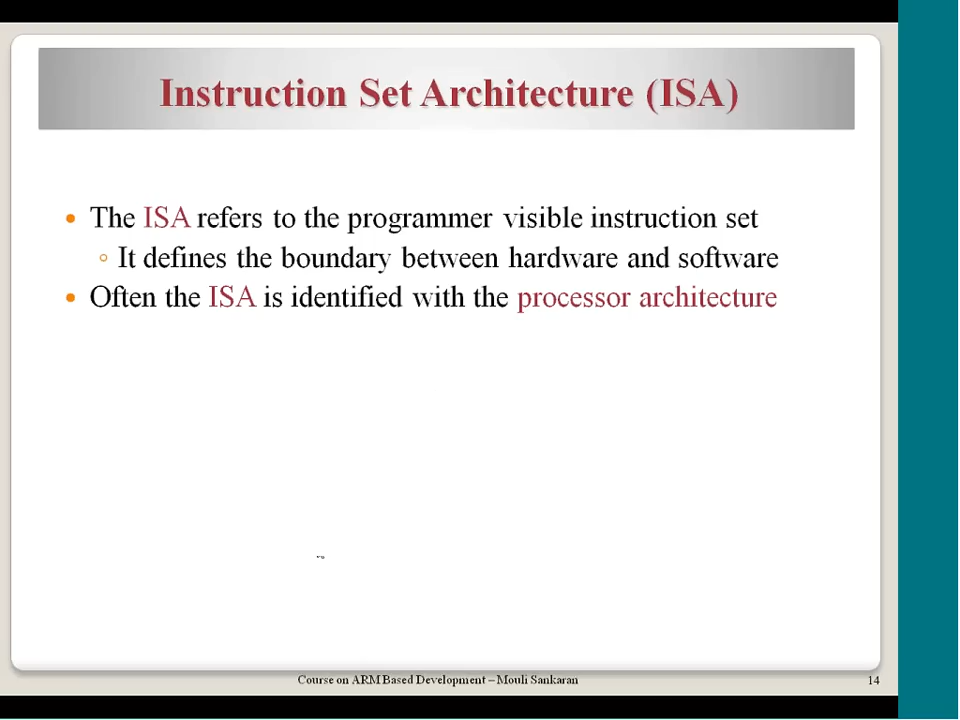 Instruction Set Architecture (ISA)
• The ISA refers to the programmer visible instruction set
◦ It defines the boundary between hardware and software
• Often the ISA is identified with the processor architecture
Course on ARM Based Development – Mouli Sankaran
14